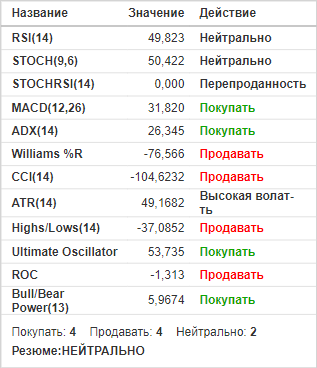 Название Значение Действие
RSI(14) 49,823 Нейтрально
STOCH(9,6) 50,422 Нейтрально
STOCHRSI(14) 0,000 Перепроданность
MACD(12,26) 31,820 Покупать
ADX(14) 26,345 Покупать
Williams %R -76,566 Продавать
CCI(14) -104,6232 Продавать
ATR(14) 49,1682 Высокая волат-
ть
Highs/Lows(14) -37,0852 Продавать
Ultimate Oscillator 53,735 Покупать
ROC -1,313 Продавать
Bull/Bear
Power(13) 5,9674 Покупать
Покупать: 4 Продавать: 4 Нейтрально: 2
Резюме:НЕЙТРАЛЬНО